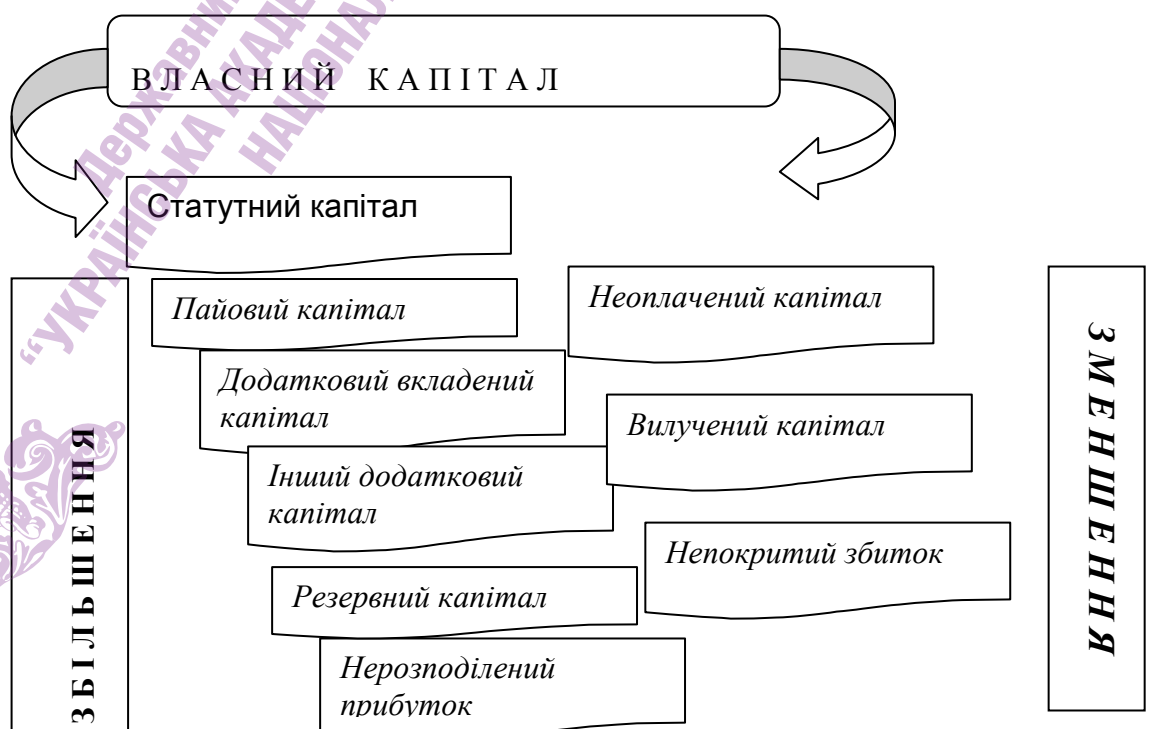 ВЛАСНИЙ КАПІТАЛ
Статутний капітал
Пайовий капітал
Додатковий вкладений
капітал
Інший додатковий
капітал
Резервний капітал
Нерозподілений
прибуток
Неоплачений капітал
Вилучений капітал
Непокритий збиток
ЗБІЛЬШЕННЯ
ЗМЕНШЕННЯ